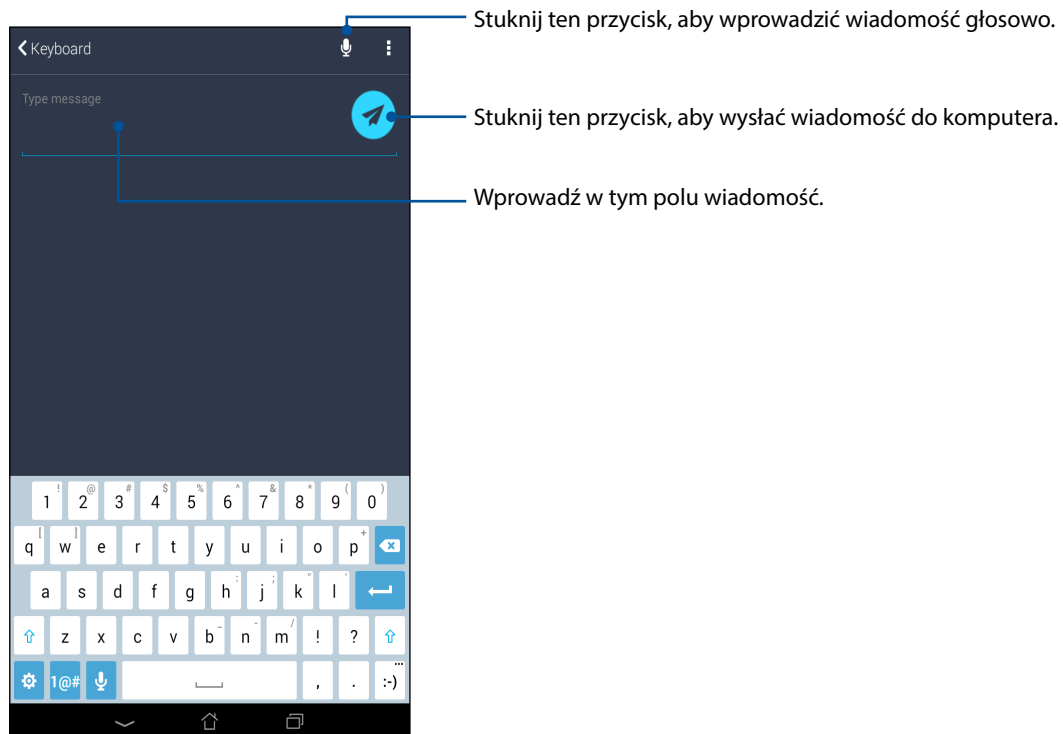 Stuknij ten przycisk, aby wprowadzić wiadomość głosowo.
Keyboard
Type message
Stuknij ten przycisk, aby wysłać wiadomość do komputera.
Wprowadź w tym polu wiadomość.
! @ # $ % ^ & * ( )
1 2 3 4 5 6 7 8 9 0
[ ] +
q w e r t y u i o p
: ; " '
a s d f g h j k l
_ - /
z x c v b n m ! ?
1@# , . ... :-)